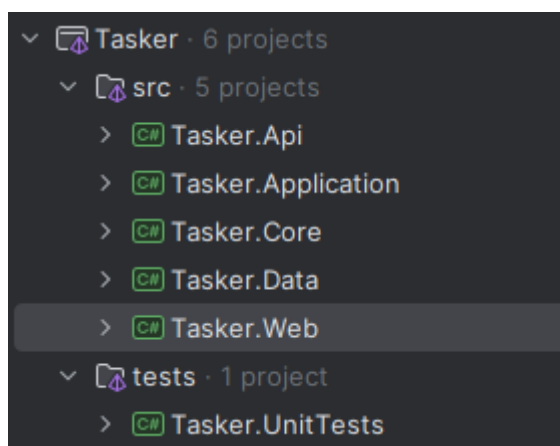 Tasker · 6 projects
src · 5 projects
C# Tasker.Api
C# Tasker.Application
C# Tasker.Core
C# Tasker.Data
C# Tasker.Web
tests · 1 project
C# Tasker.UnitTests